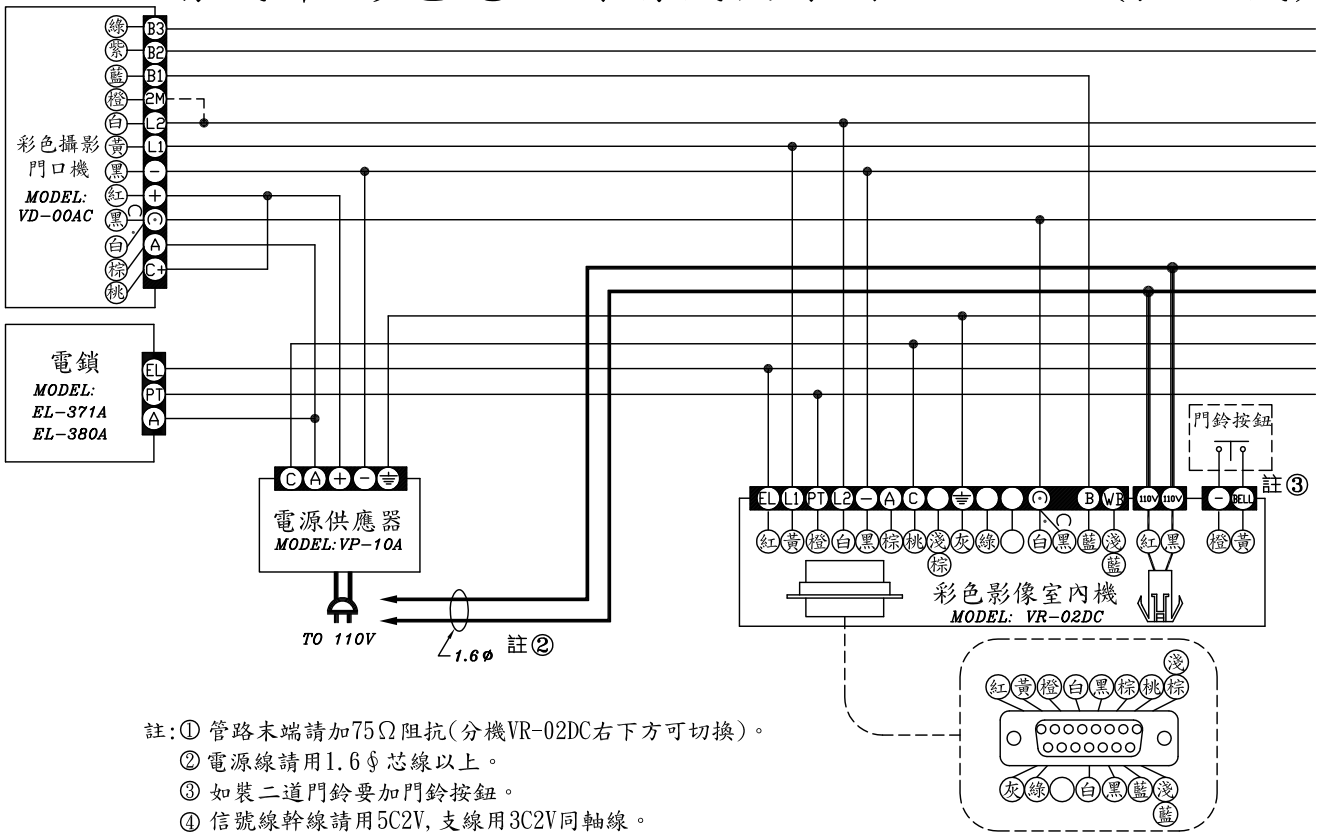 綠 B3
紫 B2
藍 B1
橙 2M
白 L2
彩色攝影 黃 L1
門口機 黑 -
MODEL: 紅 +
VD-00AC 黑
白 A
棕 C+
桃
電鎖 EL
MODEL: PT
EL-371A A
EL-380A
門鈴按鈕
C A + -
電源供應器
MODEL:VP-10A
TO 110V
1.6φ 註②
EL L1 PT L2 - A C B WB 110V 110V - BELL 註③
紅 黃 橙 白 黑 棕 桃 淺 灰 綠 白 黑 藍 淺 紅 黑 橙 黃
棕 藍
彩色影像室內機
MODEL: VR-02DC
淺
紅 黃 橙 白 黑 棕 桃 棕
灰 綠 白 黑 藍 淺
藍
註:① 管路末端請加75Ω阻抗(分機VR-02DC右下方可切換)。
② 電源線請用1.6∮芯線以上。
③ 如裝二道門鈴要加門鈴按鈕。
④ 信號線幹線請用5C2V,支線用3C2V同軸線。